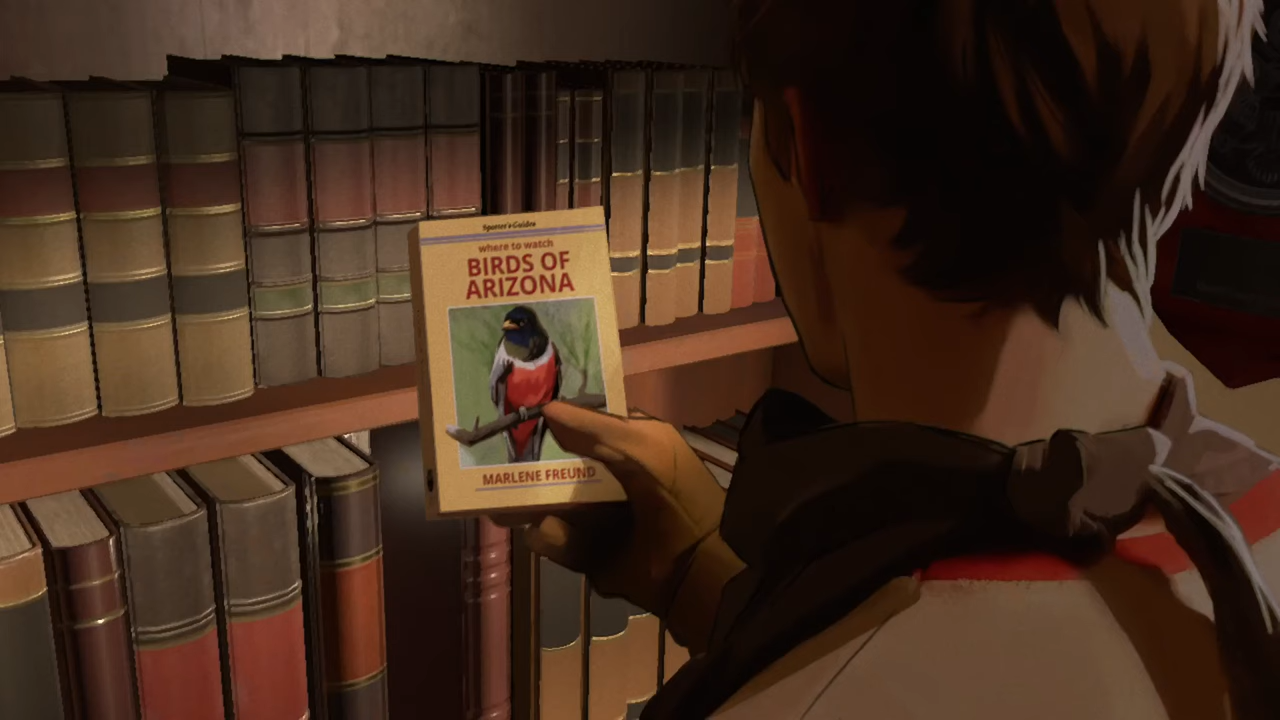 Spotter's Guides
where to watch
BIRDS OF
ARIZONA
MARLENE FREUND